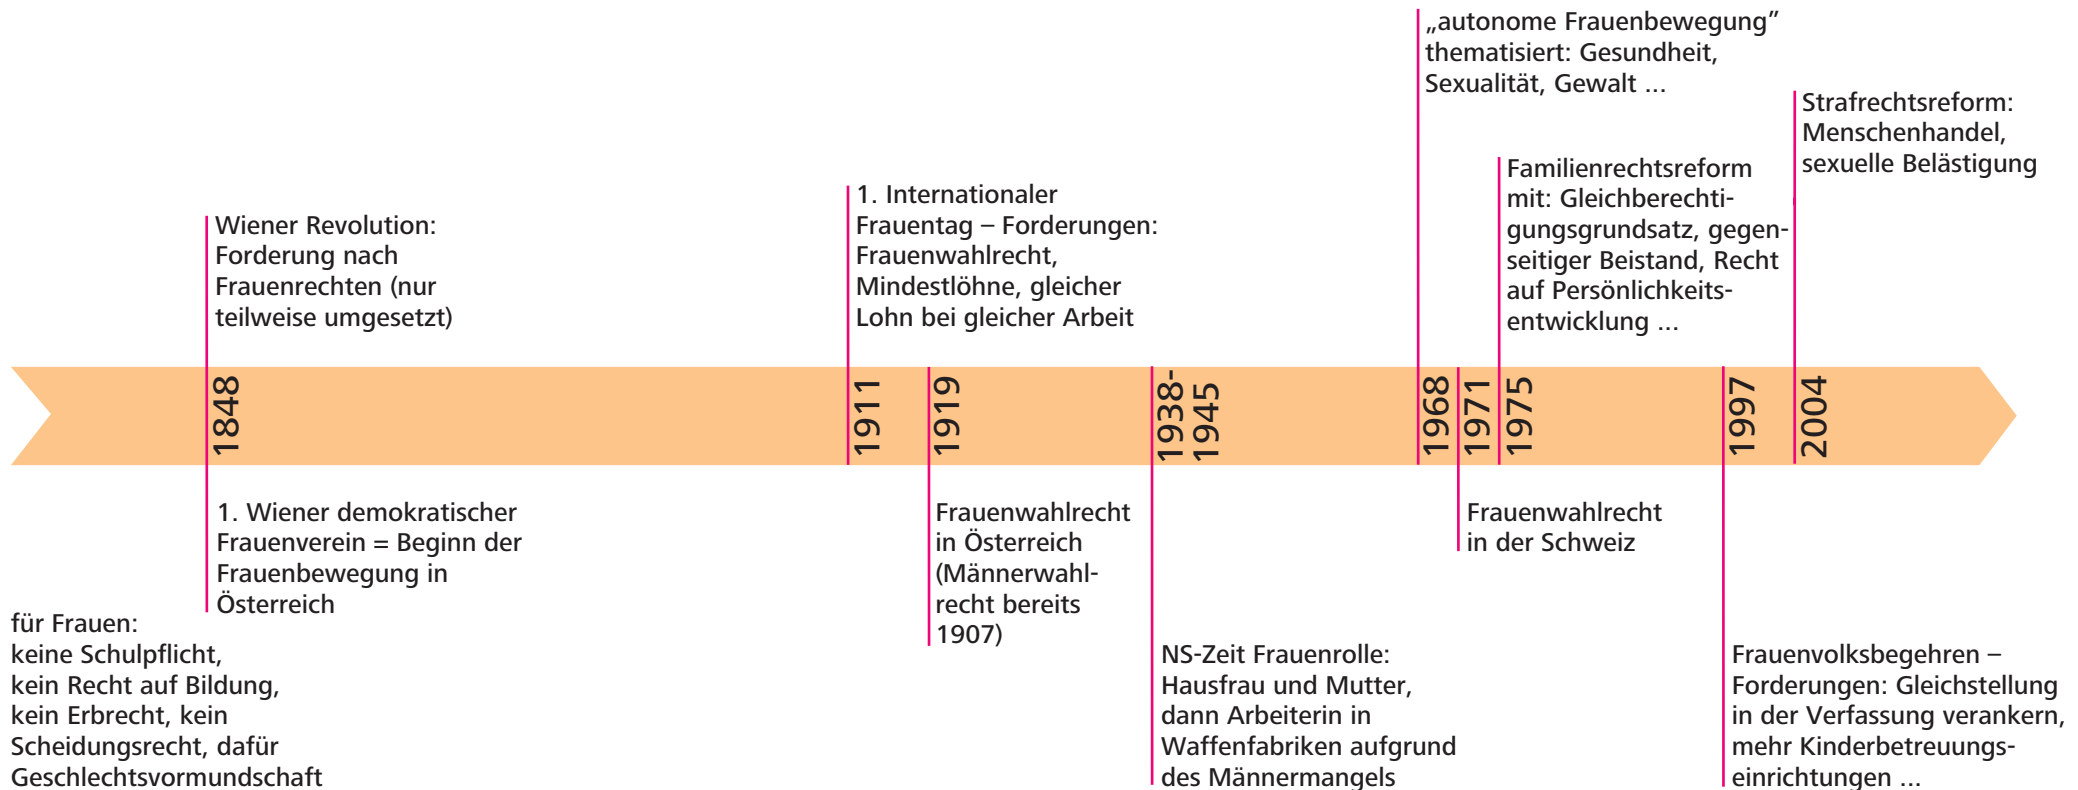 „autonome Frauenbewegung”
thematisiert: Gesundheit,
Sexualität, Gewalt ...
Strafrechtsreform:
Menschenhandel,
sexuelle Belästigung
Familienrechtsreform
mit: Gleichberechti-
gungsgrundsatz, gegen-
seitiger Beistand, Recht
auf Persönlichkeits-
entwicklung ...
1. Internationaler
Frauentag – Forderungen:
Frauenwahlrecht,
Mindestlöhne, gleicher
Lohn bei gleicher Arbeit
Wiener Revolution:
Forderung nach
Frauenrechten (nur
teilweise umgesetzt)
1848
1911
1919
1938-
1945
1968
1971
1975
1997
2004
1. Wiener demokratischer
Frauenverein = Beginn der
Frauenbewegung in
Österreich
Frauenwahlrecht
in Österreich
(Männerwahl-
recht bereits
1907)
Frauenwahlrecht
in der Schweiz
für Frauen:
keine Schulpflicht,
kein Recht auf Bildung,
kein Erbrecht, kein
Scheidungsrecht, dafür
Geschlechtsvormundschaft
NS-Zeit Frauenrolle:
Hausfrau und Mutter,
dann Arbeiterin in
Waffenfabriken aufgrund
des Männermangels
Frauenvolksbegehren –
Forderungen: Gleichstellung
in der Verfassung verankern,
mehr Kinderbetreuungs-
einrichtungen ...